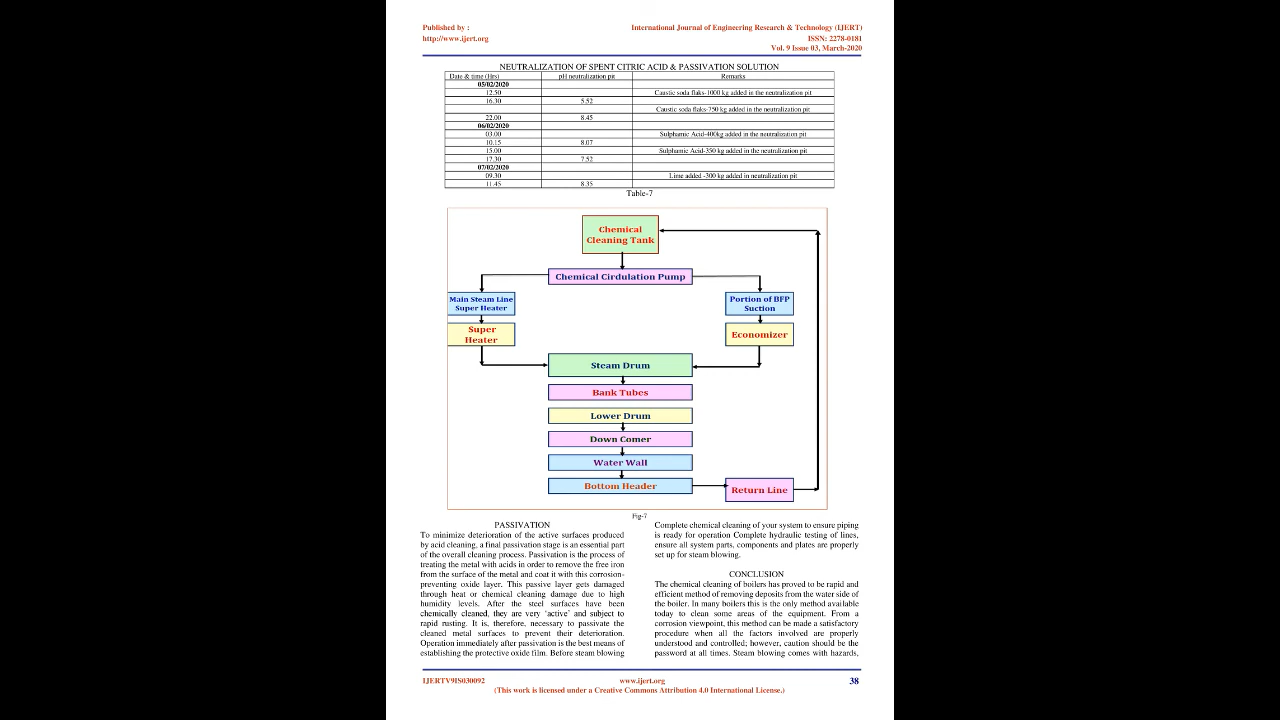 Published by :
International Journal of Engineering Research & Technology (IJERT)
http://www.ijert.org
ISSN: 2278-0181
Vol. 9 Issue 03, March-2020
NEUTRALIZATION OF SPENT CITRIC ACID & PASSIVATION SOLUTION
Date & time (Hrs) pH neutralization pit Remarks
05/02/2020
12.50 Caustic soda flaks-1000 kg added in the neutralization pit
16.30 5.52
Caustic soda flaks-750 kg added in the neutralization pit
22.00 8.45
06/02/2020
03.00 Sulphamic Acid-400kg added in the neutralization pit
10.15 8.07
15.00 Sulphamic Acid-350 kg added in the neutralization pit
17.30 7.52
07/02/2020
09.30 Lime added -300 kg added in neutralization pit
11.45 8.35
Table-7
Chemical
Cleaning Tank
Chemical Cirdulation Pump
Main Steam Line
Super Heater
Portion of BFP
Suction
Super
Heater
Economizer
Steam Drum
Bank Tubes
Lower Drum
Down Comer
Water Wall
Bottom Header
Return Line
Fig-7
PASSIVATION
To minimize deterioration of the active surfaces produced
by acid cleaning, a final passivation stage is an essential part
of the overall cleaning process. Passivation is the process of
treating the metal with acids in order to remove the free iron
from the surface of the metal and coat it with this corrosion-
preventing oxide layer. This passive layer gets damaged
through heat or chemical cleaning damage due to high
humidity levels. After the steel surfaces have been
chemically cleaned, they are very 'active' and subject to
rapid rusting. It is, therefore, necessary to passivate the
cleaned metal surfaces to prevent their deterioration.
Operation immediately after passivation is the best means of
establishing the protective oxide film. Before steam blowing
Complete chemical cleaning of your system to ensure piping
is ready for operation Complete hydraulic testing of lines,
ensure all system parts, components and plates are properly
set up for steam blowing.
CONCLUSION
The chemical cleaning of boilers has proved to be rapid and
efficient method of removing deposits from the water side of
the boiler. In many boilers this is the only method available
today to clean some areas of the equipment. From a
corrosion viewpoint, this method can be made a satisfactory
procedure when all the factors involved are properly
understood and controlled; however, caution should be the
password at all times. Steam blowing comes with hazards,
IJERTV9IS030092
www.ijert.org
38
(This work is licensed under a Creative Commons Attribution 4.0 International License.)